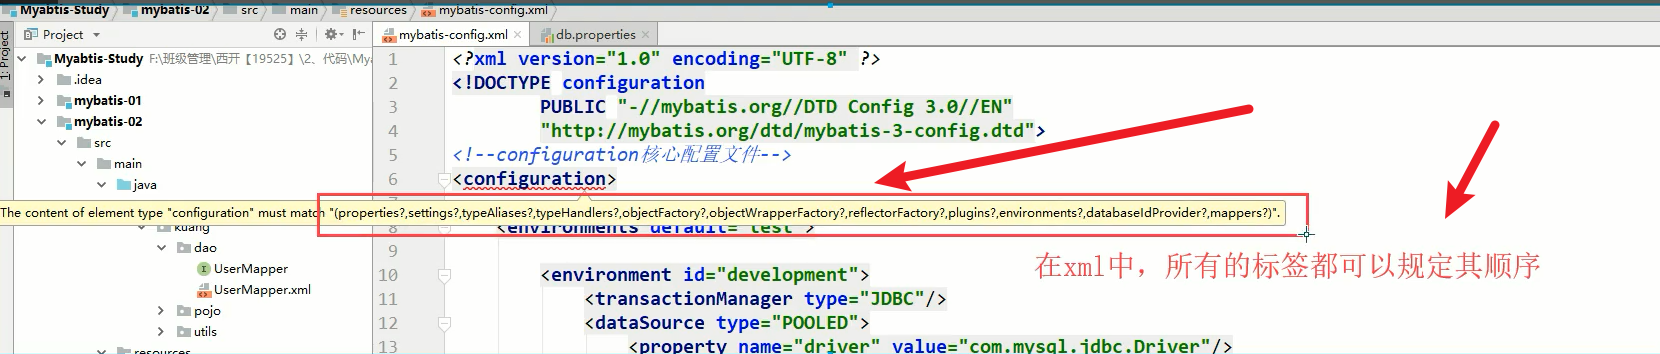 Myabtis-Study mybatis-02 src main resources mybatis-config.xml
Project mybatis-config.xml db.properties
1: Project
Myabtis-Study F:\班级管理\西开【19525】\2、代码\Mya
.idea
mybatis-01
mybatis-02
src
main
java
kuang
dao
UserMapper
UserMapper.xml
pojo
utils
resources
1 <?xml version="1.0" encoding="UTF-8" ?>
2 <!DOCTYPE configuration
3 PUBLIC "-//mybatis.org//DTD Config 3.0//EN"
4 "http://mybatis.org/dtd/mybatis-3-config.dtd">
5 <!--configuration核心配置文件-->
6 <configuration>
The content of element type "configuration" must match "(properties?,settings?,typeAliases?,typeHandlers?,objectFactory?,objectWrapperFactory?,reflectorFactory?,plugins?,environments?,databaseIdProvider?,mappers?)".
8 <environments default="test">
9
10 <environment id="development">
11 <transactionManager type="JDBC"/>
12 <dataSource type="POOLED">
13 <property name="driver" value="com.mysql.jdbc.Driver"/>
在xml中，所有的标签都可以规定其顺序